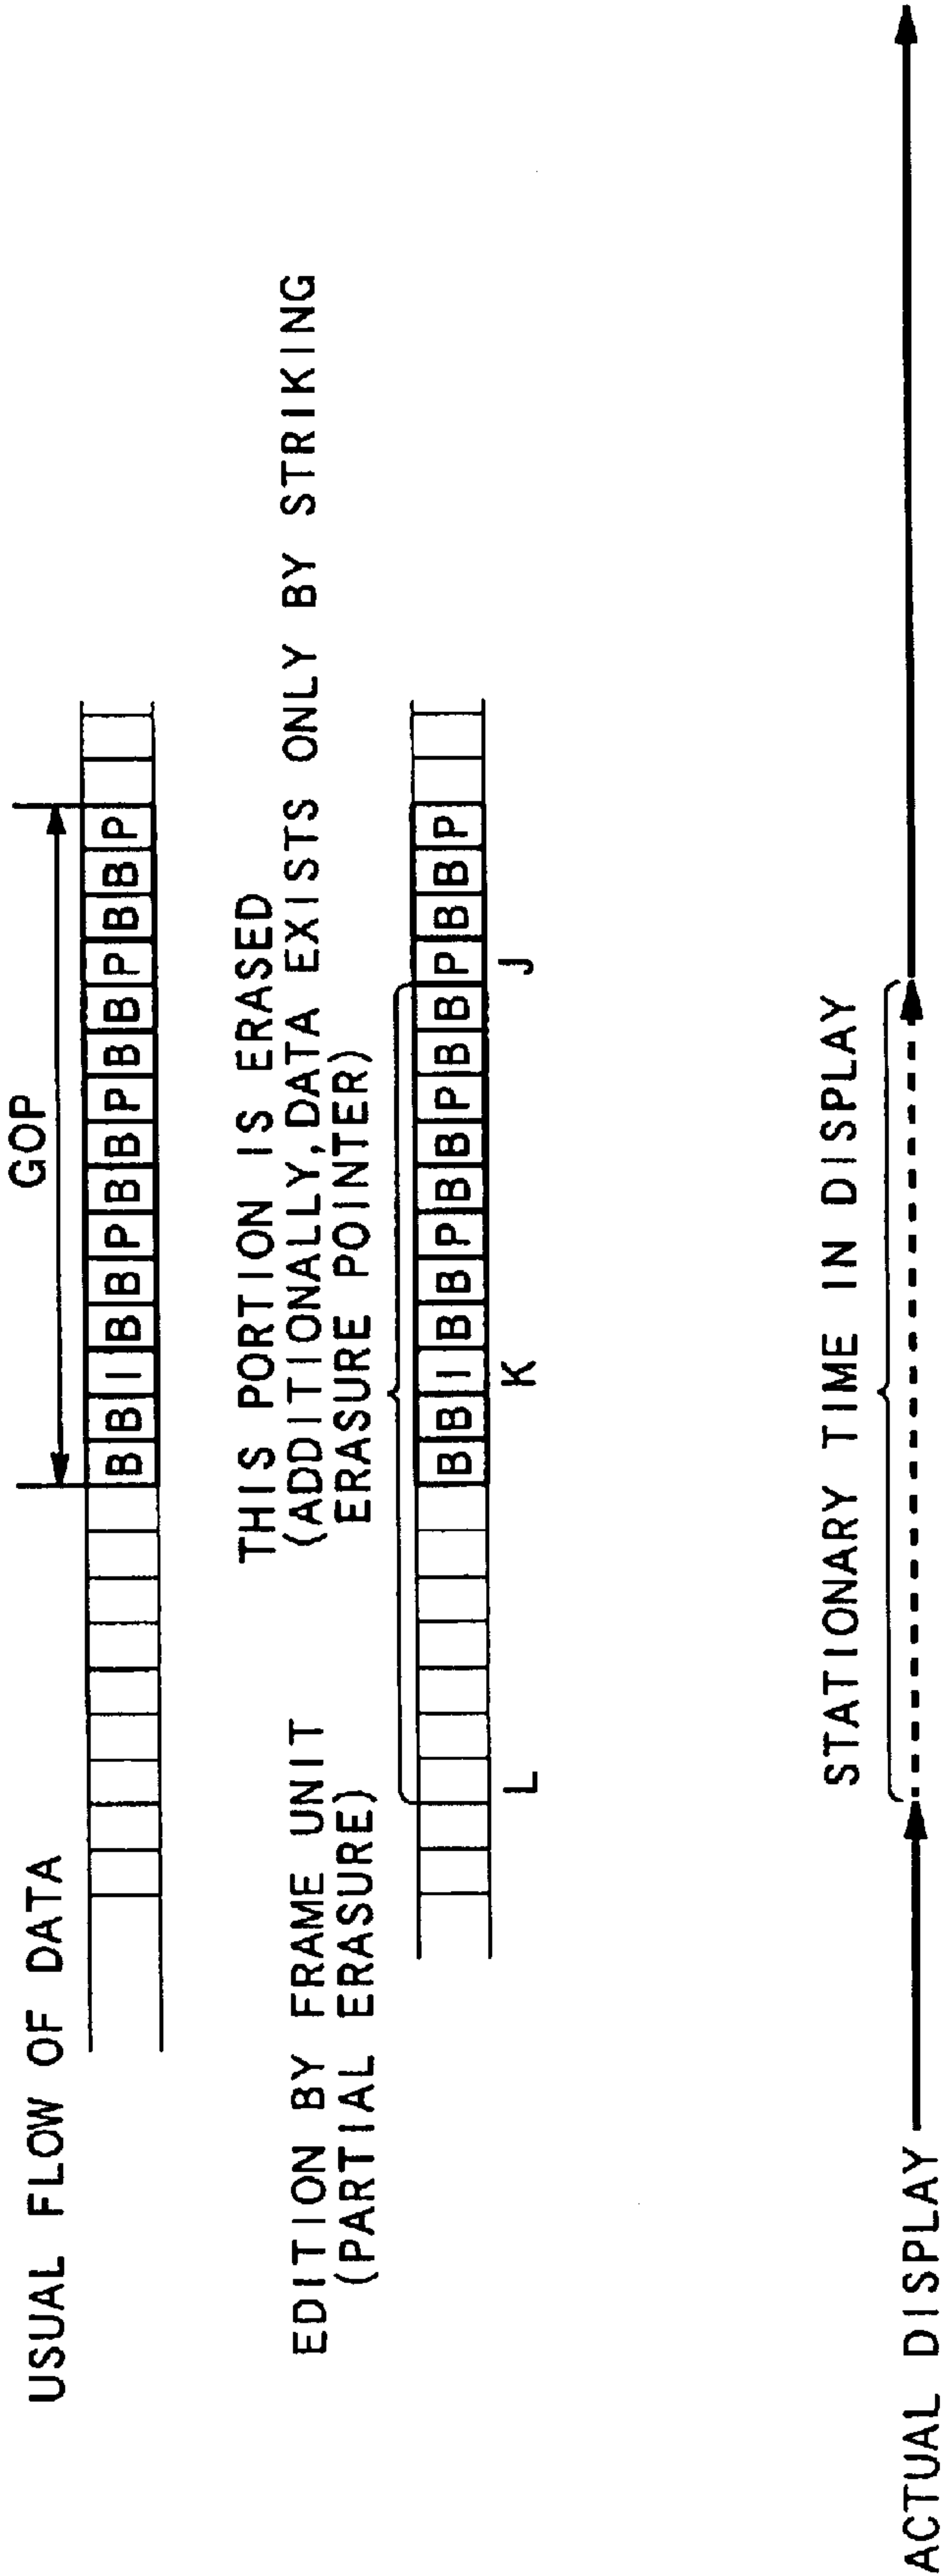 USUAL FLOW OF DATA
GOP
B B I B B P B B P B B P B B P
EDITION BY FRAME UNIT
(PARTIAL ERASURE)
THIS PORTION IS ERASED
(ADDITIONALLY,DATA EXISTS ONLY BY STRIKING
ERASURE POINTER)
B B I B B P B B P B B P B B P
L
K
J
STATIONARY TIME IN DISPLAY
ACTUAL DISPLAY